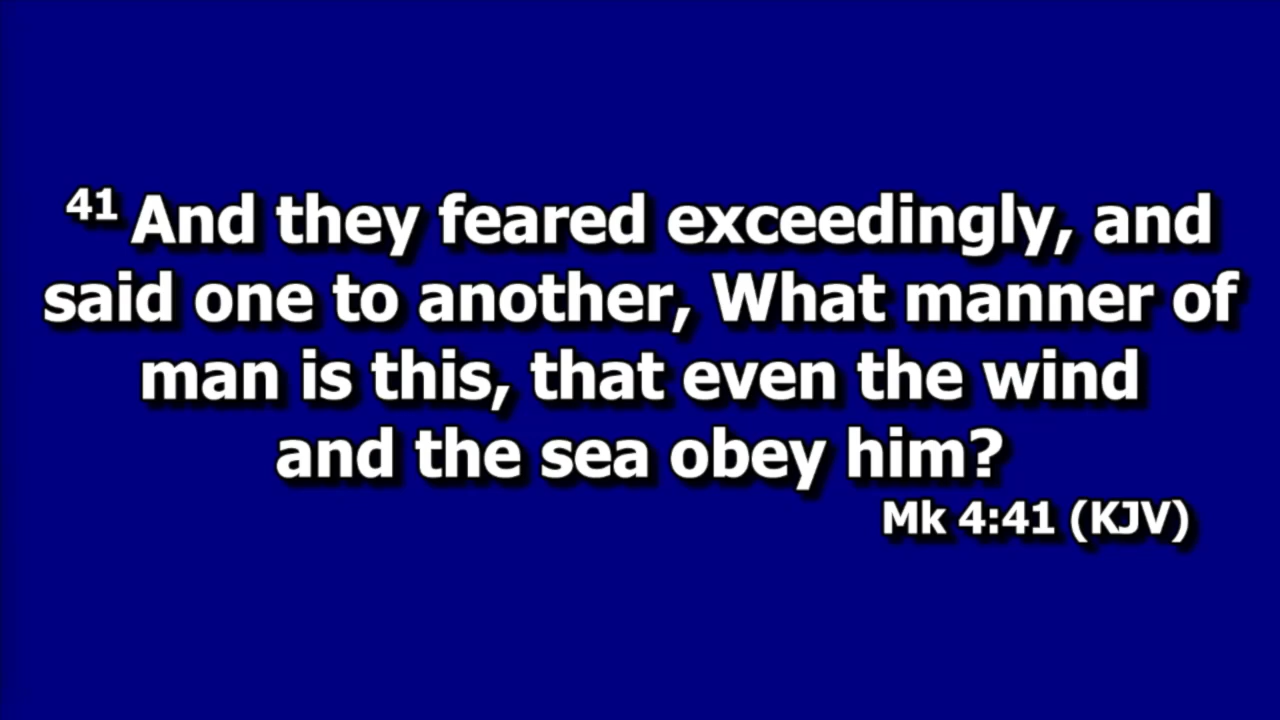 41 And they feared exceedingly, and
said one to another, What manner of
man is this, that even the wind
and the sea obey him?
Mk 4:41 (KJV)